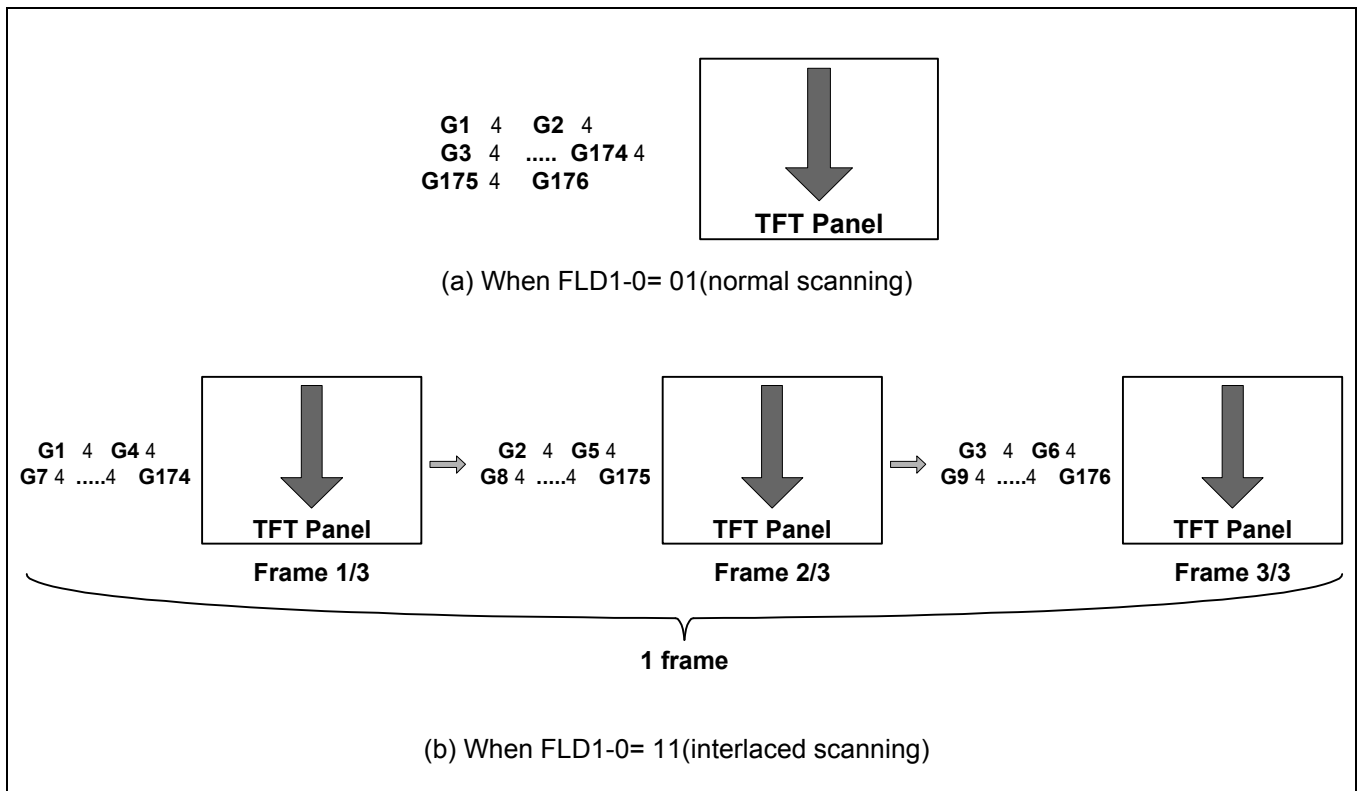 G1 4 G2 4
G3 4 ..... G174 4
G175 4 G176
TFT Panel
(a) When FLD1-0= 01(normal scanning)
G1 4 G4 4
G7 4 .....4 G174
TFT Panel
Frame 1/3
G2 4 G5 4
G8 4 .....4 G175
TFT Panel
Frame 2/3
G3 4 G6 4
G9 4 .....4 G176
TFT Panel
Frame 3/3
1 frame
(b) When FLD1-0= 11(interlaced scanning)